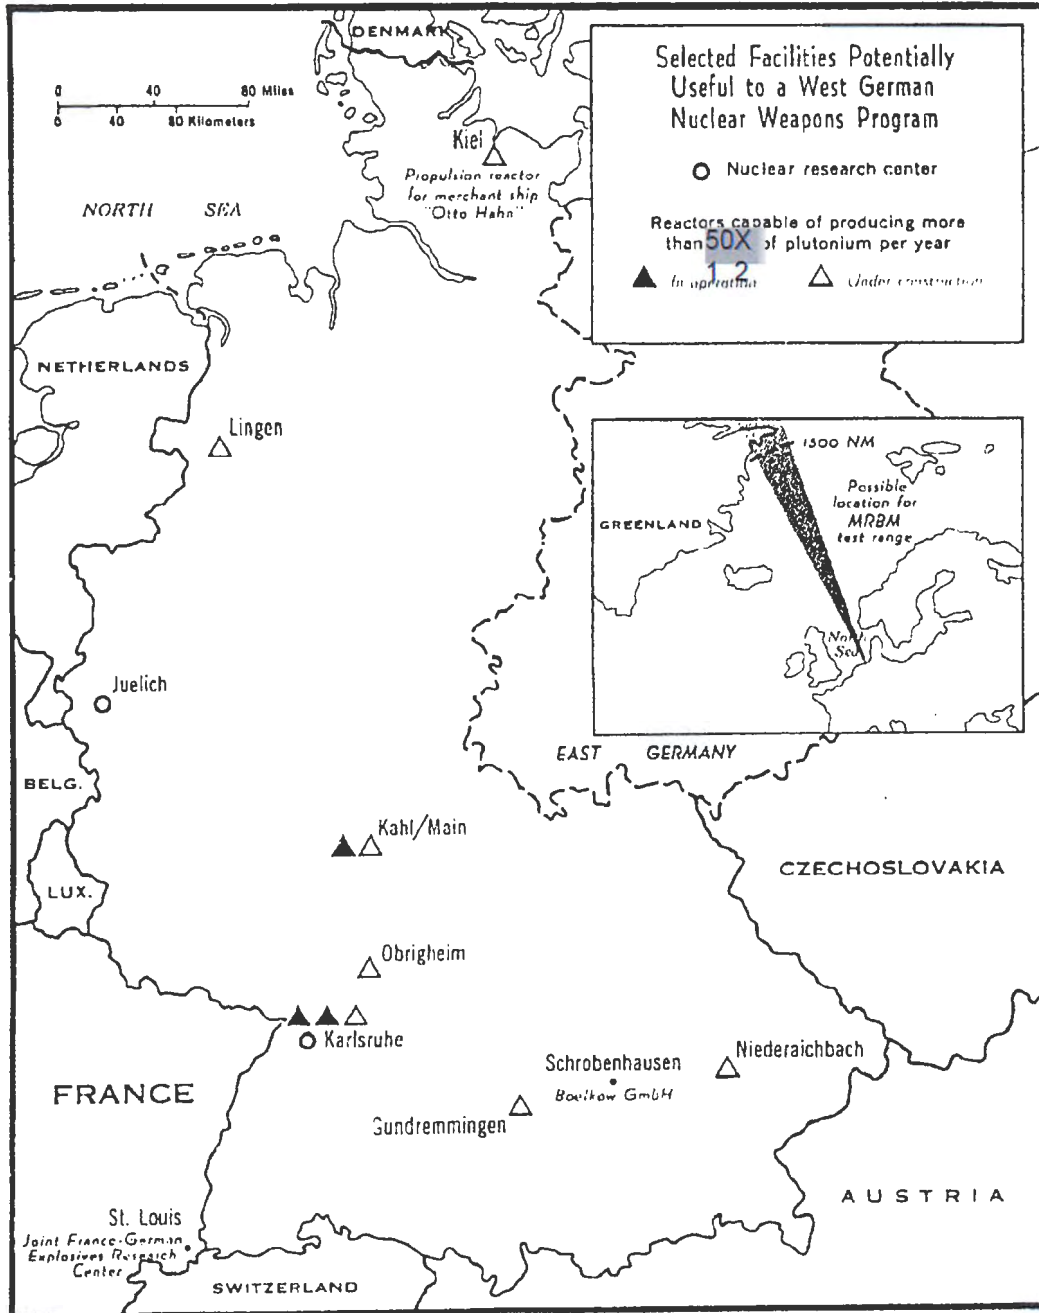 DENMARK
0 40 80 Miles
0 40 80 Kilometers
Kiel
Propulsion reactor
for merchant ship
"Otto Hahn"
NORTH SEA
Selected Facilities Potentially
Useful to a West German
Nuclear Weapons Program
Nuclear research center
Reactors capable of producing more
than 50X of plutonium per year
1, 2
In operation
Under construction
NETHERLANDS
Lingen
1500 NM
Possible
location for
MRBM
test range
GREENLAND
North
Sea
Juelich
EAST GERMANY
BELG.
Kahl/Main
CZECHOSLOVAKIA
LUX.
Obrigheim
Karlsruhe
Niederaichbach
Schrobenhausen
Boelkow GmbH
FRANCE
Gundremmingen
AUSTRIA
St. Louis
Joint France-German
Explosives Research
Center
SWITZERLAND